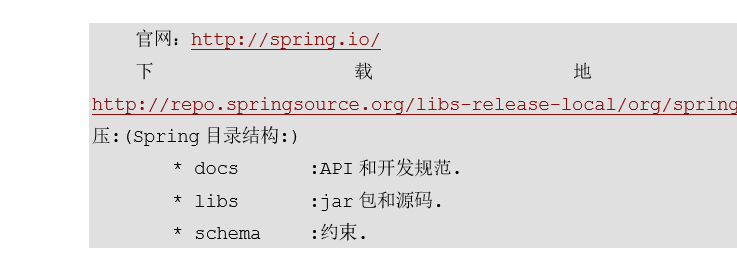 官网：http://spring.io/
下载地
http://repo.springsource.org/libs-release-local/org/spring
压:(Spring 目录结构:)
* docs :API 和开发规范.
* libs :jar 包和源码.
* schema :约束.